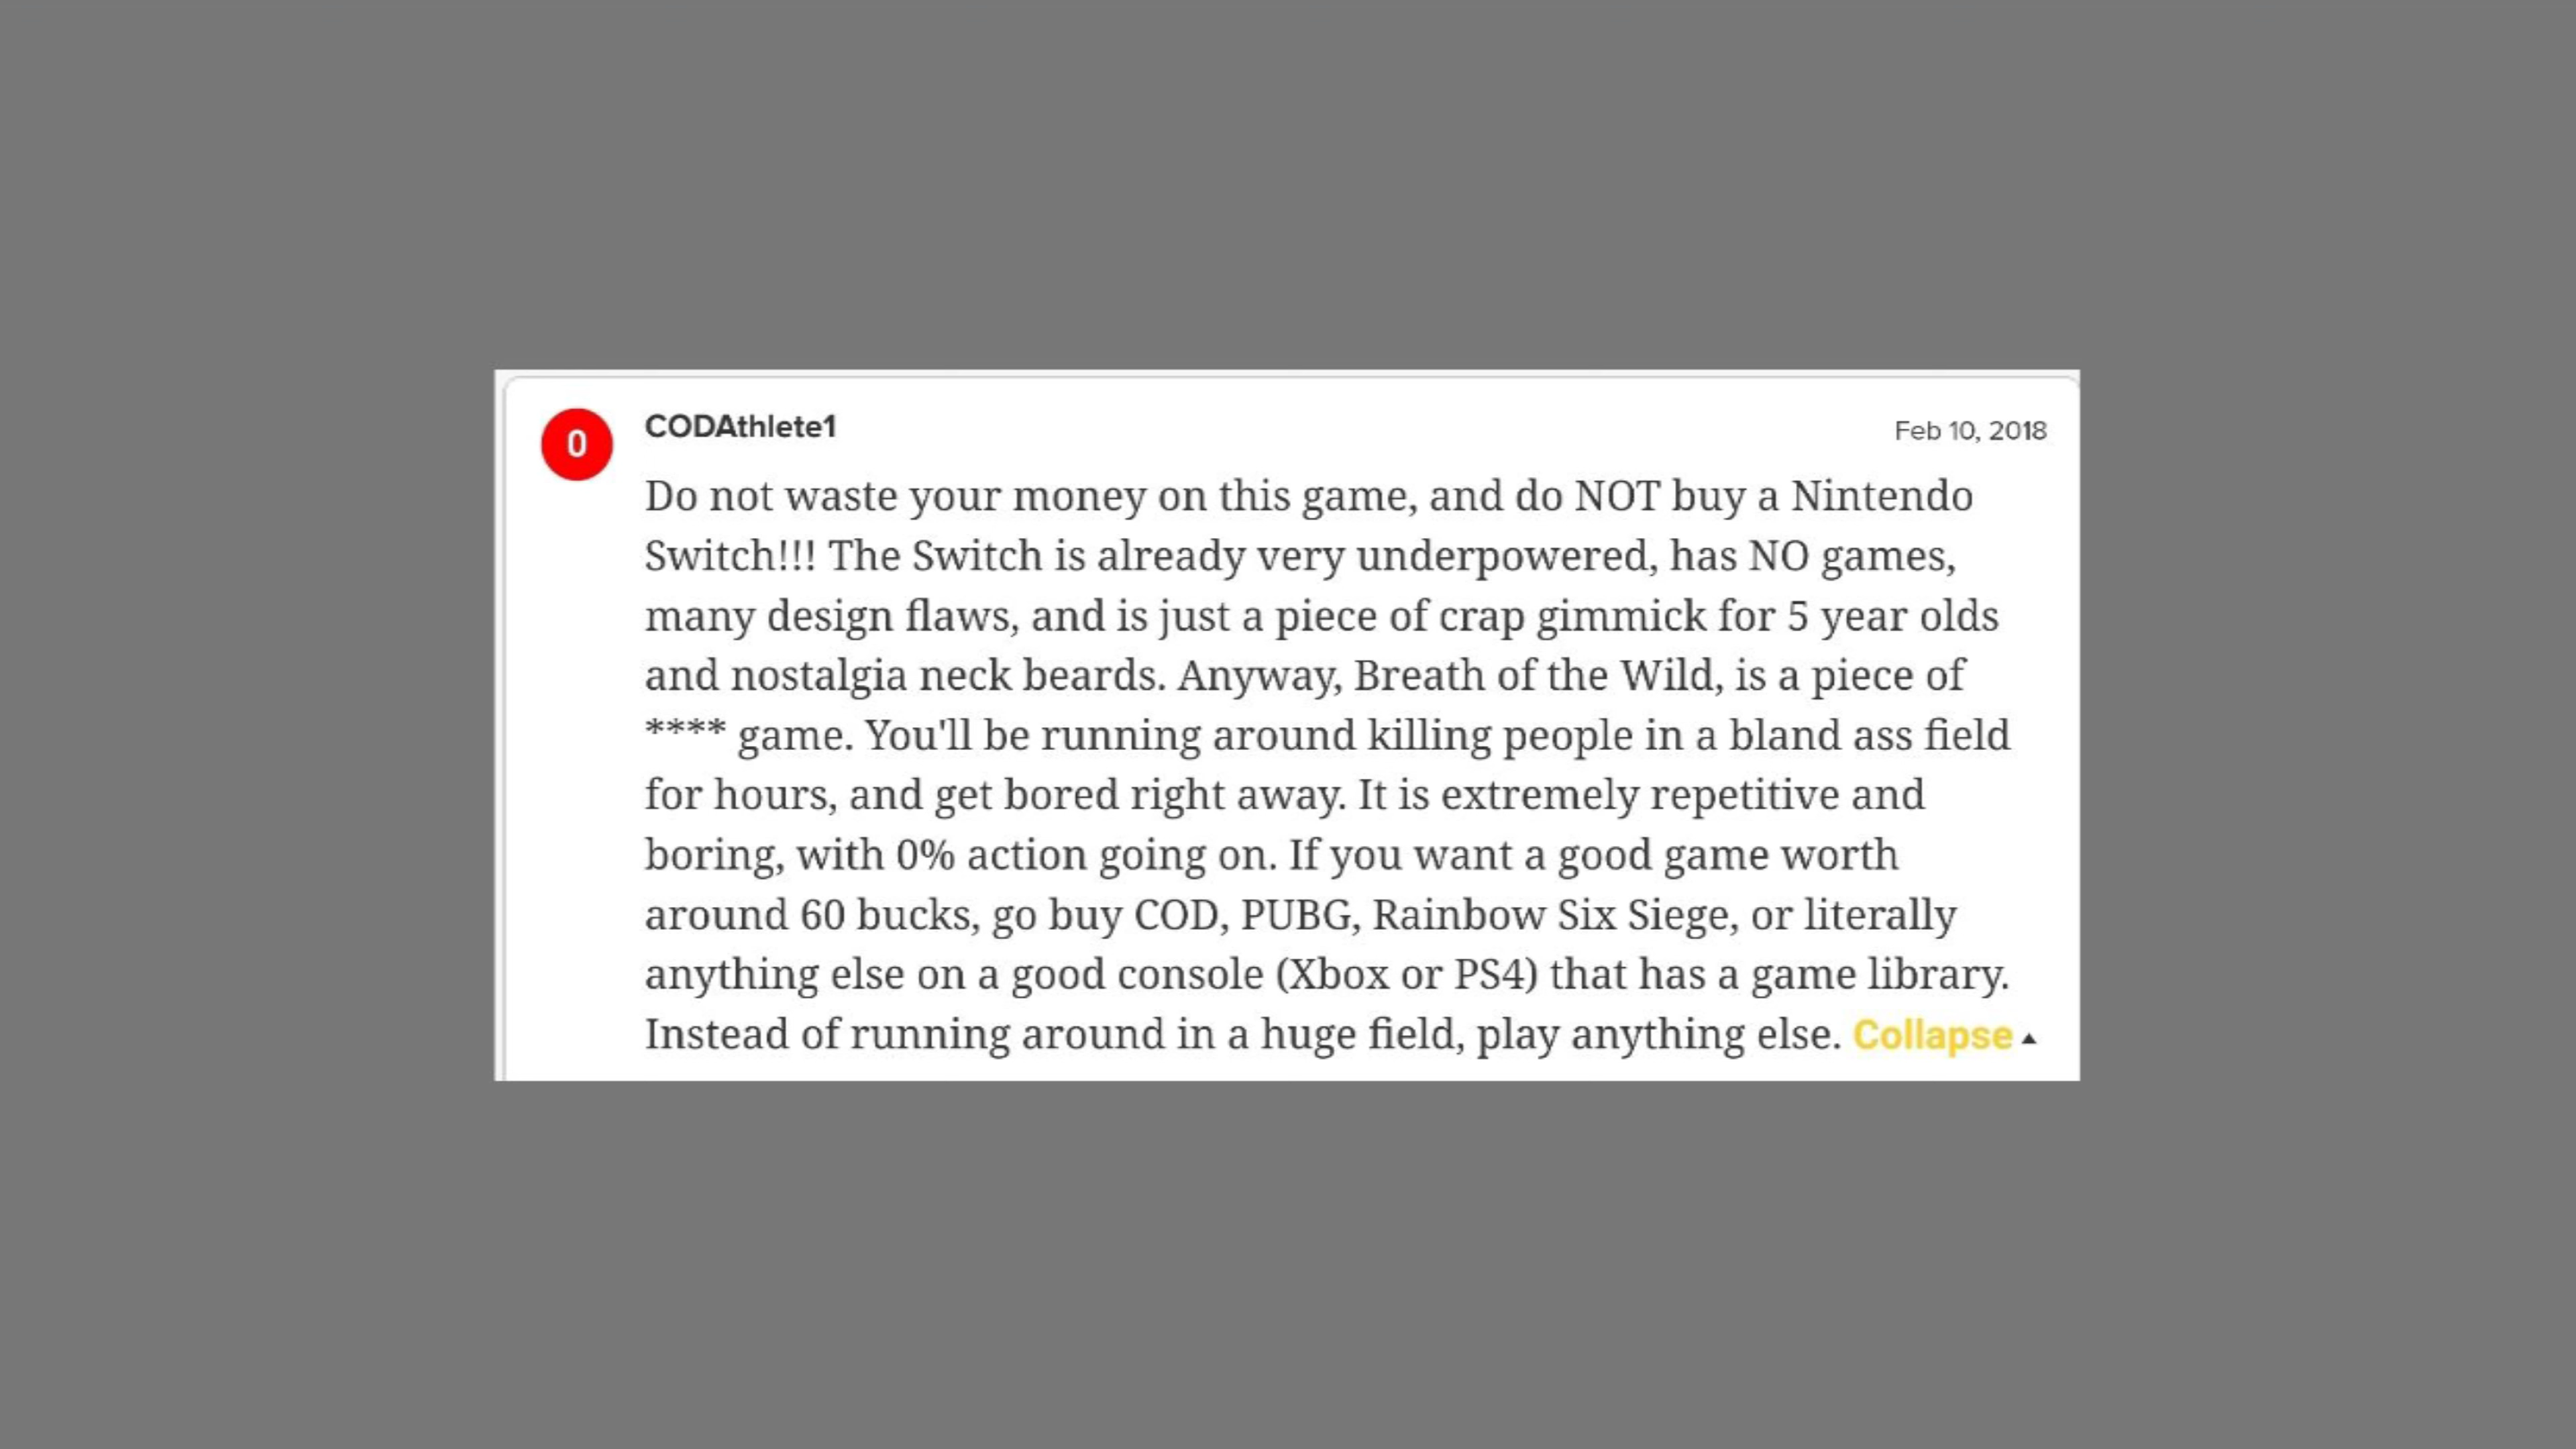 0
CODAthlete1
Feb 10, 2018
Do not waste your money on this game, and do NOT buy a Nintendo
Switch!!! The Switch is already very underpowered, has NO games,
many design flaws, and is just a piece of crap gimmick for 5 year olds
and nostalgia neck beards. Anyway, Breath of the Wild, is a piece of
**** game. You'll be running around killing people in a bland ass field
for hours, and get bored right away. It is extremely repetitive and
boring, with 0% action going on. If you want a good game worth
around 60 bucks, go buy COD, PUBG, Rainbow Six Siege, or literally
anything else on a good console (Xbox or PS4) that has a game library.
Instead of running around in a huge field, play anything else. Collapse ▲